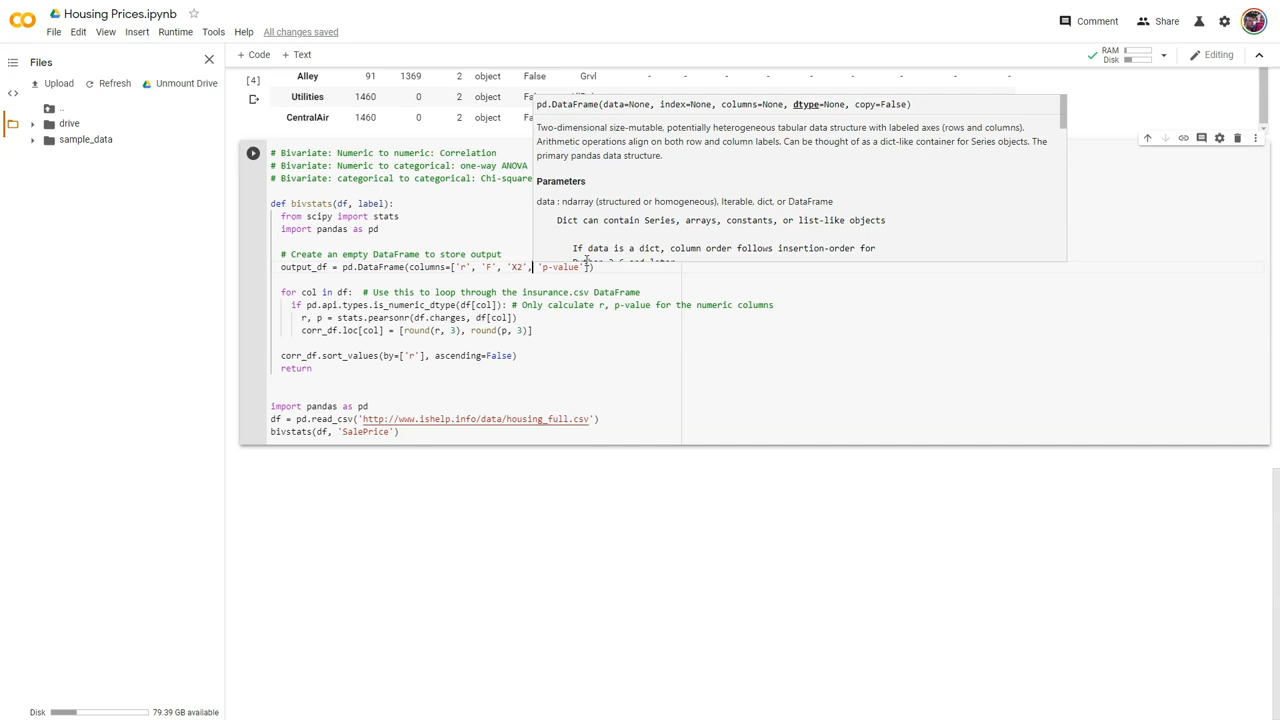 Housing Prices.ipynb
Comment
Share
File Edit View Insert Runtime Tools Help All changes saved
Files
+ Code + Text
RAM
Disk
Editing
Upload Refresh Unmount Drive
..
drive
sample_data
[4]
Alley 91 1369 2 object False Grvl - - - - - - -
Utilities 1460 0 2 object
CentralAir 1460 0 2 object
pd.DataFrame(data=None, index=None, columns=None, dtype=None, copy=False)
Two-dimensional size-mutable, potentially heterogeneous tabular data structure with labeled axes (rows and columns).
Arithmetic operations align on both row and column labels. Can be thought of as a dict-like container for Series objects. The
primary pandas data structure.
Parameters
data : ndarray (structured or homogeneous), Iterable, dict, or DataFrame
Dict can contain Series, arrays, constants, or list-like objects
If data is a dict, column order follows insertion-order for
# Bivariate: Numeric to numeric: Correlation
# Bivariate: Numeric to categorical: one-way ANOVA
# Bivariate: categorical to categorical: Chi-square
def bivstats(df, label):
from scipy import stats
import pandas as pd
# Create an empty DataFrame to store output
output_df = pd.DataFrame(columns=['r', 'F', 'X2', 'p-value'])
for col in df: # Use this to loop through the insurance.csv DataFrame
if pd.api.types.is_numeric_dtype(df[col]): # Only calculate r, p-value for the numeric columns
r, p = stats.pearsonr(df.charges, df[col])
corr_df.loc[col] = [round(r, 3), round(p, 3)]
corr_df.sort_values(by=['r'], ascending=False)
return
import pandas as pd
df = pd.read_csv('http://www.ishelp.info/data/housing_full.csv')
bivstats(df, 'SalePrice')
Disk
79.39 GB available